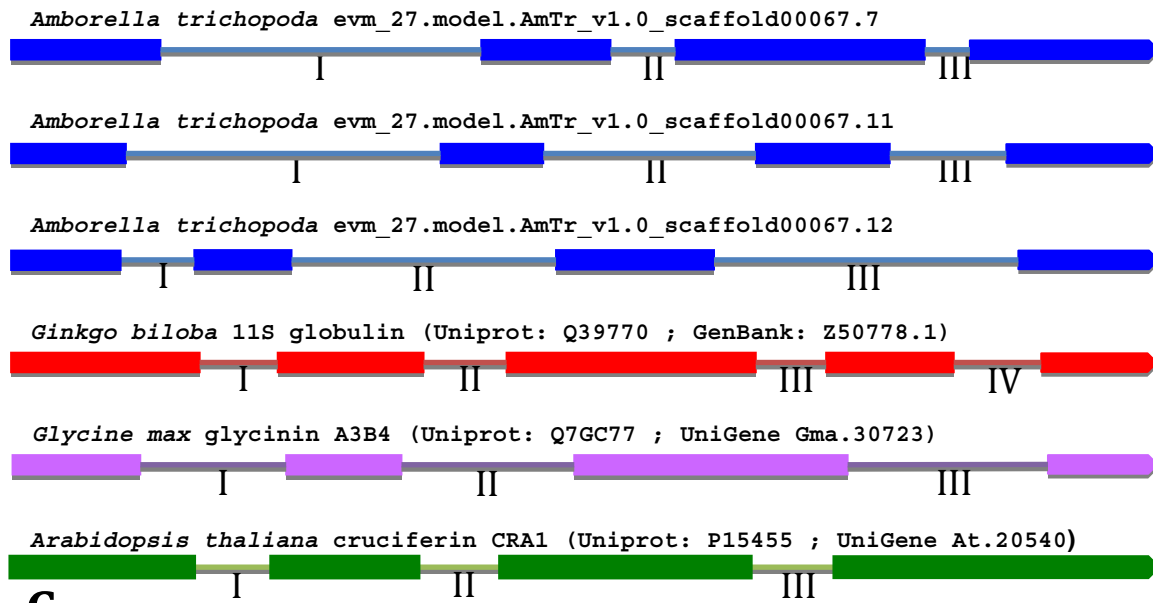 Amborella trichopoda evm_27.model.AmTr_v1.0_scaffold00067.7
I II III
Amborella trichopoda evm_27.model.AmTr_v1.0_scaffold00067.11
I II III
Amborella trichopoda evm_27.model.AmTr_v1.0_scaffold00067.12
I II III
Ginkgo biloba 11S globulin (Uniprot: Q39770 ; GenBank: Z50778.1)
I II III IV
Glycine max glycinin A3B4 (Uniprot: Q7GC77 ; UniGene Gma.30723)
I II III
Arabidopsis thaliana cruciferin CRA1 (Uniprot: P15455 ; UniGene At.20540)
I II III